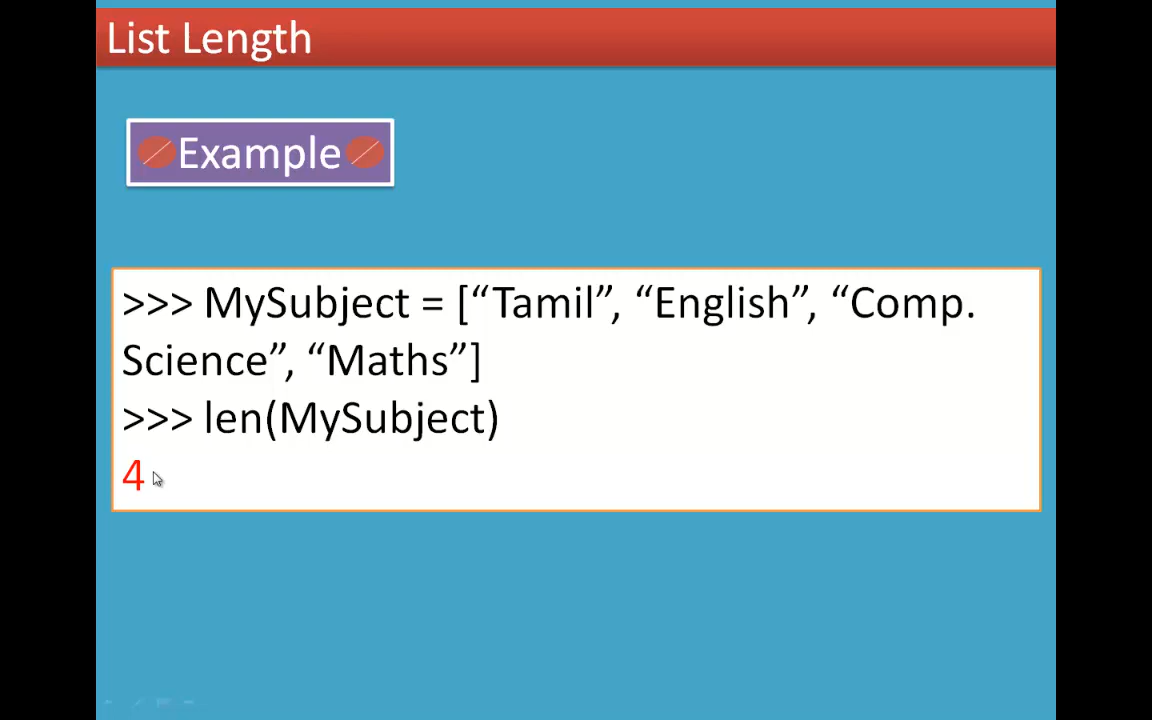 List Length
Example
>>> MySubject = [“Tamil”, “English”, “Comp.
Science”, “Maths”]
>>> len(MySubject)
4